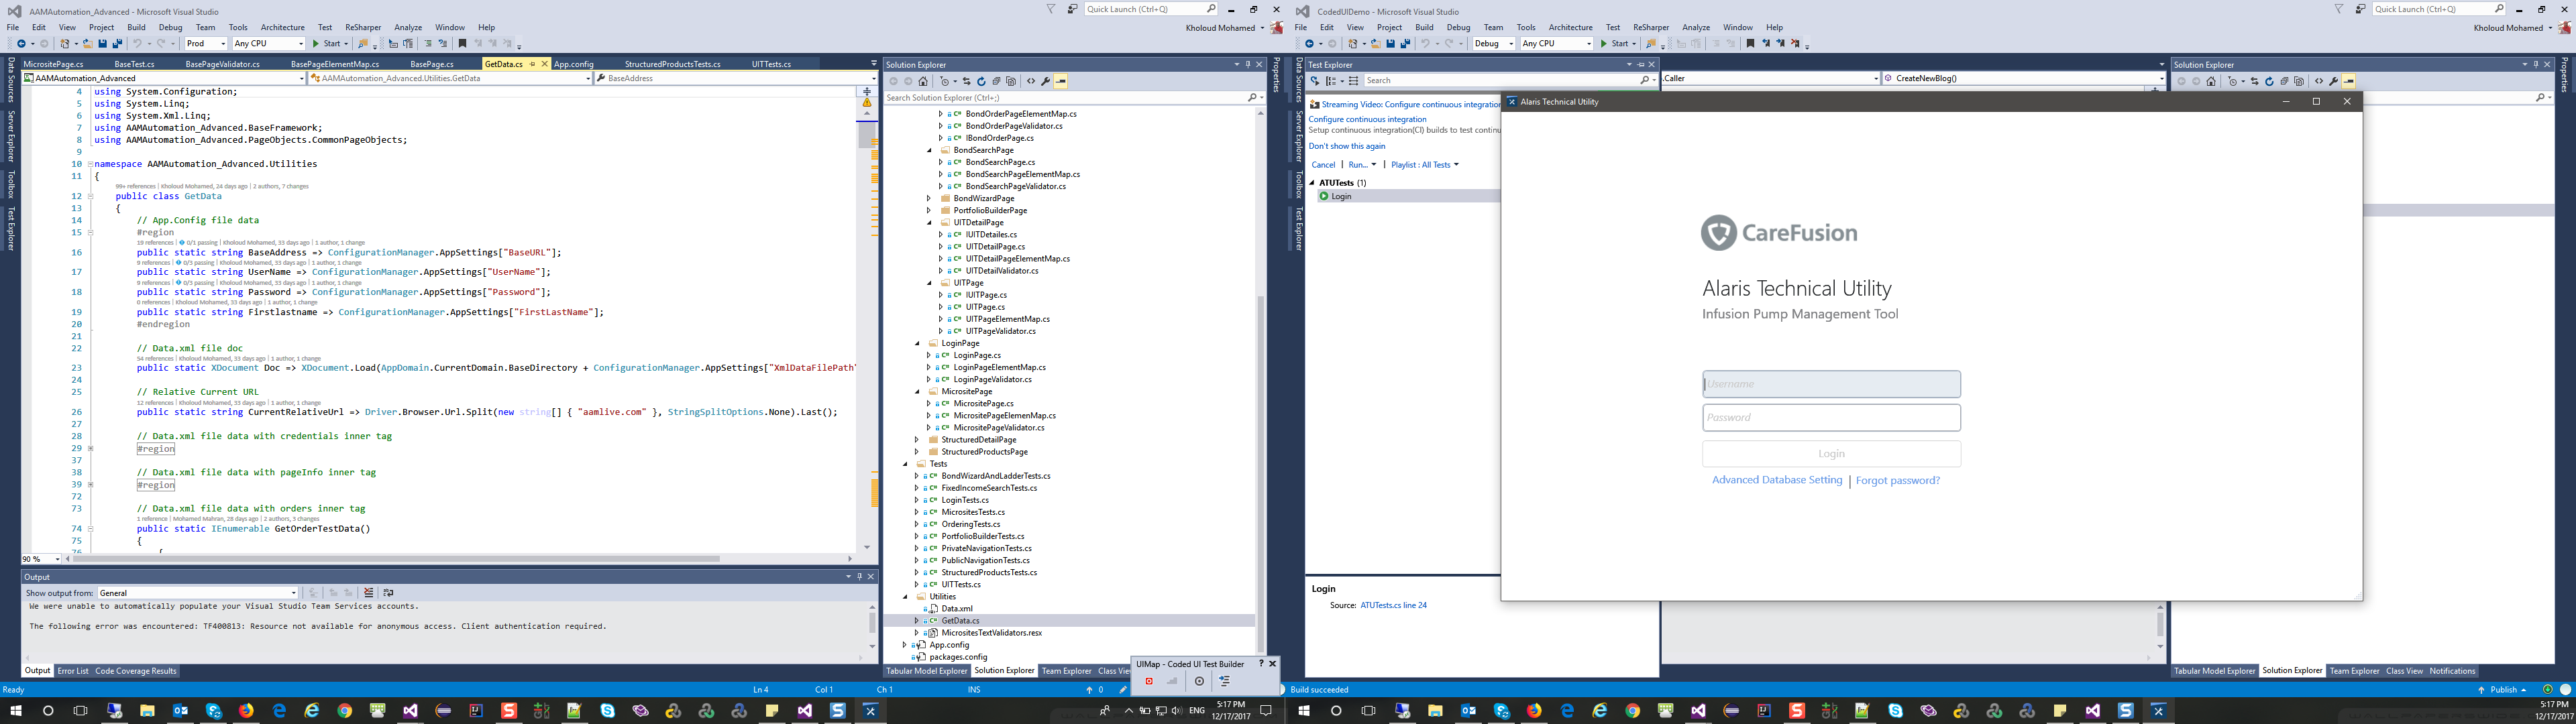 AAMAutomation_Advanced - Microsoft Visual Studio
Quick Launch (Ctrl+Q)
File Edit View Project Build Debug Team Tools Architecture Test ReSharper Analyze Window Help
Kholoud Mohamed
Prod Any CPU Start
MicrositePage.cs BaseTest.cs BasePageValidator.cs BasePageElementMap.cs BasePage.cs GetData.cs App.config StructuredProductsTests.cs UITTests.cs
AAMAutomation_Advanced AAMAutomation_Advanced.Utilities.GetData BaseAddress
Data Sources
Server Explorer
Toolbox
Test Explorer
4 using System.Configuration;
5 using System.Linq;
6 using System.Xml.Linq;
7 using AAMAutomation_Advanced.BaseFramework;
8 using AAMAutomation_Advanced.PageObjects.CommonPageObjects;
9
10 namespace AAMAutomation_Advanced.Utilities
11 {
99+ references | Kholoud Mohamed, 24 days ago | 2 authors, 7 changes
12 public class GetData
13 {
14 // App.Config file data
15 #region
19 references | 0/1 passing | Kholoud Mohamed, 33 days ago | 1 author, 1 change
16 public static string BaseAddress => ConfigurationManager.AppSettings["BaseURL"];
9 references | 0/3 passing | Kholoud Mohamed, 33 days ago | 1 author, 1 change
17 public static string UserName => ConfigurationManager.AppSettings["UserName"];
9 references | 0/3 passing | Kholoud Mohamed, 33 days ago | 1 author, 1 change
18 public static string Password => ConfigurationManager.AppSettings["Password"];
0 references | Kholoud Mohamed, 33 days ago | 1 author, 1 change
19 public static string Firstlastname => ConfigurationManager.AppSettings["FirstLastName"];
20 #endregion
21
22 // Data.xml file doc
54 references | Kholoud Mohamed, 33 days ago | 1 author, 1 change
23 public static XDocument Doc => XDocument.Load(AppDomain.CurrentDomain.BaseDirectory + ConfigurationManager.AppSettings["XmlDataFilePath"
24
25 // Relative Current URL
12 references | Kholoud Mohamed, 33 days ago | 1 author, 1 change
26 public static string CurrentRelativeUrl => Driver.Browser.Url.Split(new string[] { "aamlive.com" }, StringSplitOptions.None).Last();
27
28 // Data.xml file data with credentials inner tag
29 #region
37
38 // Data.xml file data with pageInfo inner tag
39 #region
72
73 // Data.xml file data with orders inner tag
1 reference | Mohamed Mahran, 28 days ago | 2 authors, 3 changes
74 public static IEnumerable GetOrderTestData()
75 {
76 {
90 %
Output
Show output from: General
We were unable to automatically populate your Visual Studio Team Services accounts.
The following error was encountered: TF400813: Resource not available for anonymous access. Client authentication required.
Output Error List Code Coverage Results
Ready Ln 4 Col 1 Ch 1 INS 0
Solution Explorer
Search Solution Explorer (Ctrl+;)
BondOrderPageElementMap.cs
BondOrderPageValidator.cs
IBondOrderPage.cs
BondSearchPage
BondSearchPage.cs
BondSearchPageElementMap.cs
BondSearchPageValidator.cs
BondWizardPage
PortfolioBuilderPage
UITDetailPage
IUITDetailes.cs
UITDetailPage.cs
UITDetailPageElementMap.cs
UITDetailValidator.cs
UITPage
IUITPage.cs
UITPage.cs
UITPageElementMap.cs
UITPageValidator.cs
LoginPage
LoginPage.cs
LoginPageElementMap.cs
LoginPageValidator.cs
MicrositePage
MicrositePage.cs
MicrositePageElemenMap.cs
MicrositePageValidator.cs
StructuredDetailPage
StructuredProductsPage
Tests
BondWizardAndLadderTests.cs
FixedIncomeSearchTests.cs
LoginTests.cs
MicrositesTests.cs
OrderingTests.cs
PortfolioBuilderTests.cs
PrivateNavigationTests.cs
PublicNavigationTests.cs
StructuredProductsTests.cs
UITTests.cs
Utilities
Data.xml
GetData.cs
MicrositesTextValidators.resx
App.config
packages.config
Tabular Model Explorer Solution Explorer Team Explorer Class Vie
Properties
UIMap - Coded UI Test Builder ? X
ENG 5:17 PM
12/17/2017
CodedUIDemo - Microsoft Visual Studio
Quick Launch (Ctrl+Q)
File Edit View Project Build Debug Team Tools Architecture Test ReSharper Analyze Window Help
Kholoud Mohamed
Debug Any CPU Start
Data Sources
Server Explorer
Toolbox
Test Explorer
Test Explorer
Search
Streaming Video: Configure continuous integration
Configure continuous integration
Setup continuous integration(CI) builds to test continu
Don't show this again
Cancel | Run... | Playlist : All Tests
ATUTests (1)
Login
Login
Source: ATUTests.cs line 24
.Caller CreateNewBlog()
Alaris Technical Utility
CareFusion
Alaris Technical Utility
Infusion Pump Management Tool
Username
Password
Login
Advanced Database Setting | Forgot password?
Solution Explorer
Properties
Tabular Model Explorer Solution Explorer Team Explorer Class View Notifications
Build succeeded
Publish
5:17 PM
12/17/2017